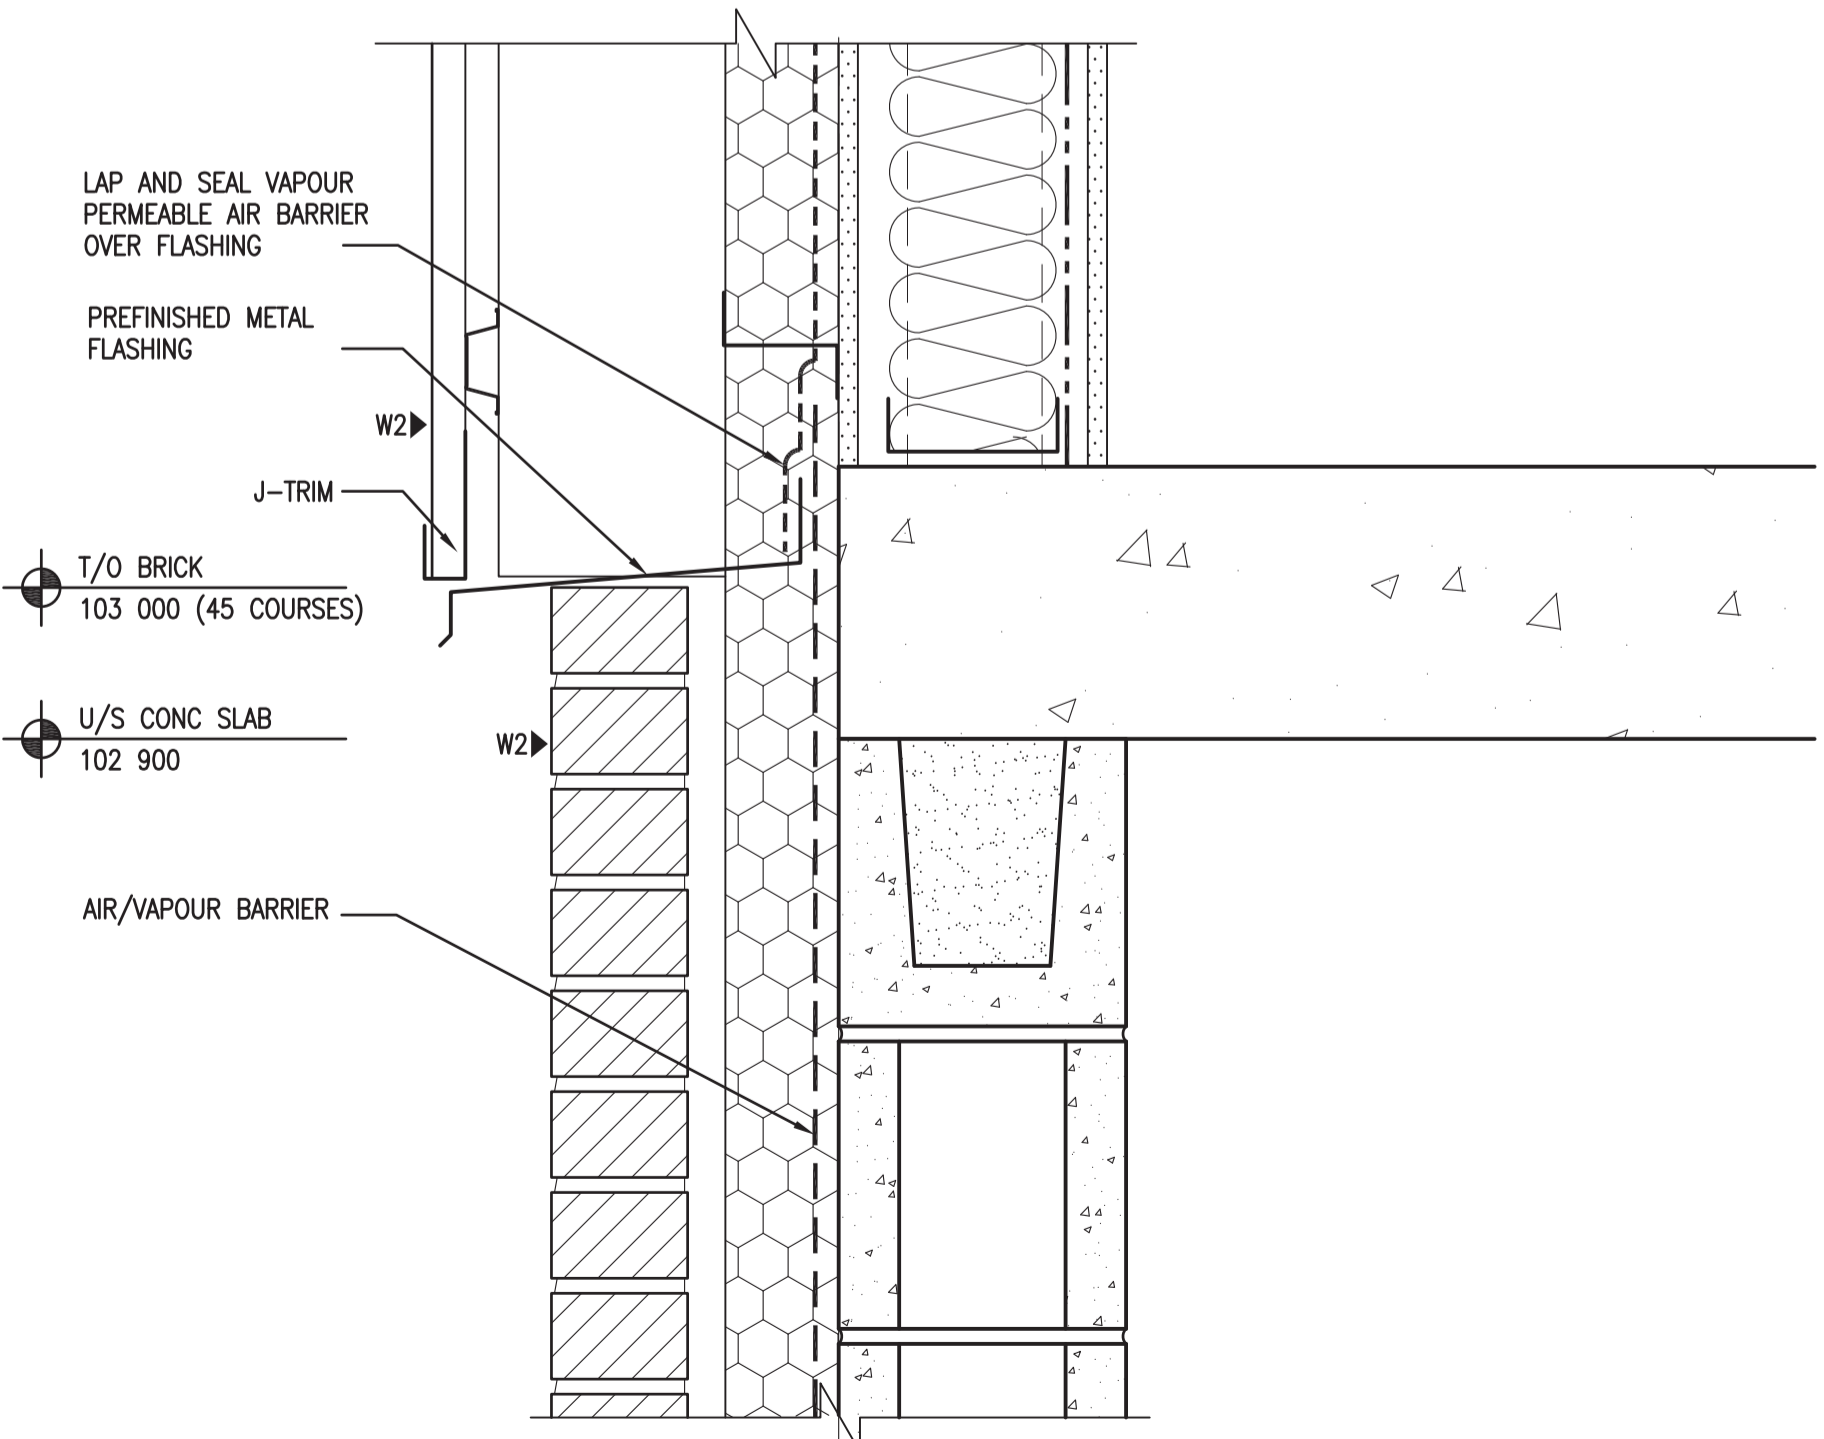 LAP AND SEAL VAPOUR
PERMEABLE AIR BARRIER
OVER FLASHING
PREFINISHED METAL
FLASHING
W2
J-TRIM
T/O BRICK
103 000 (45 COURSES)
U/S CONC SLAB
102 900
W2
AIR/VAPOUR BARRIER